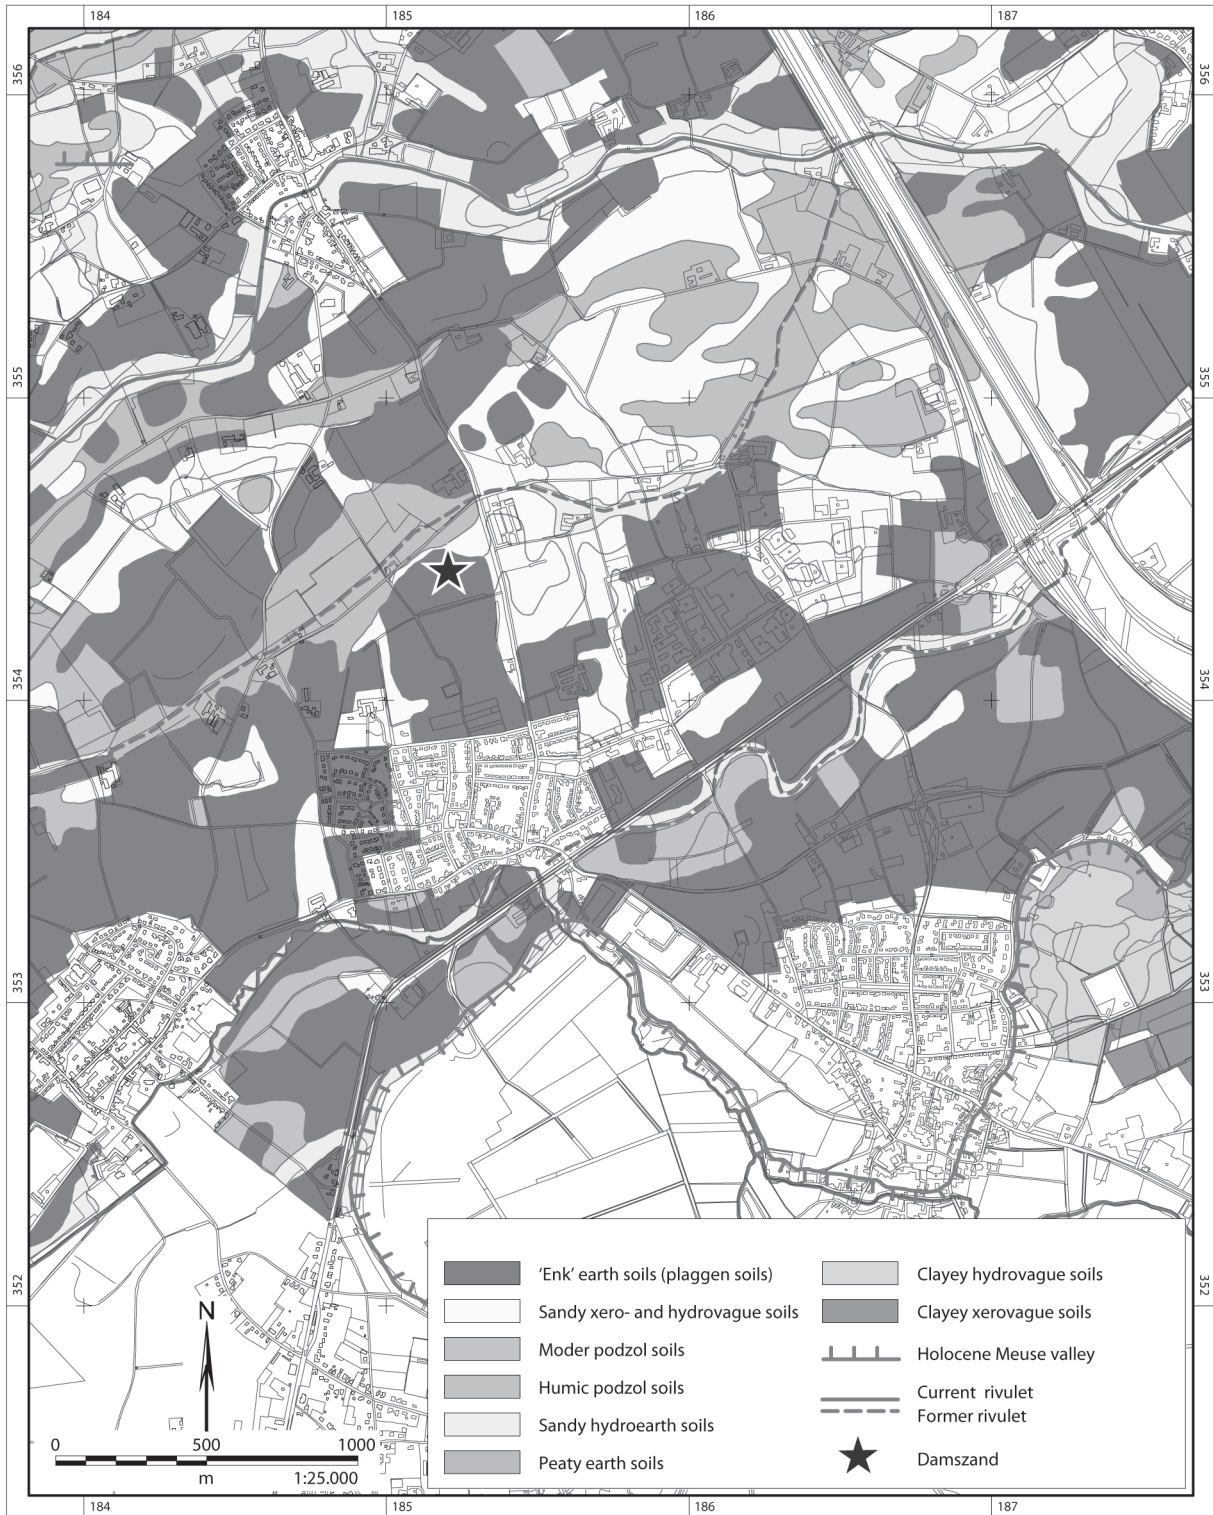 184 185 186 187
356 356
355 355
354 354
353 353
352 352
'Enk' earth soils (plaggen soils)
Sandy xero- and hydrovague soils
Moder podzol soils
Humic podzol soils
Sandy hydroearth soils
Peaty earth soils
Clayey hydrovague soils
Clayey xerovague soils
Holocene Meuse valley
Current rivulet
Former rivulet
Damszand
N
0 500 1000
m 1:25.000
184 185 186 187